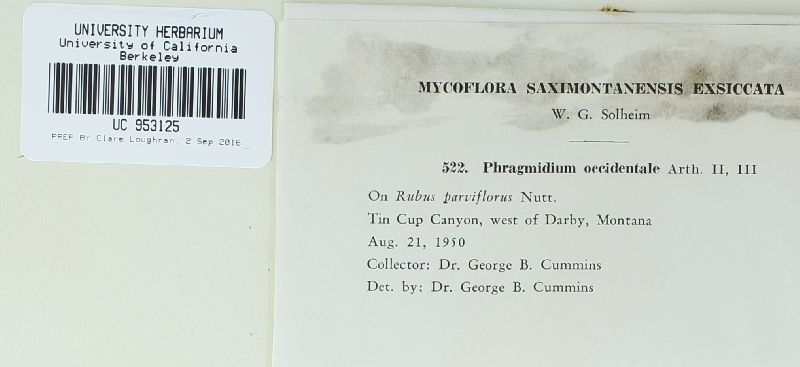 UNIVERSITY HERBARIUM
University of California
Berkeley
UC 953125
PREP BY Clare Loughran, 2 Sep 2016
MYCOFLORA SAXIMONTANENSIS EXSICCATA
W. G. Solheim
522. Phragmidium occidentale Arth. II, III
On Rubus parviflorus Nutt.
Tin Cup Canyon, west of Darby, Montana
Aug. 21, 1950
Collector: Dr. George B. Cummins
Det. by: Dr. George B. Cummins